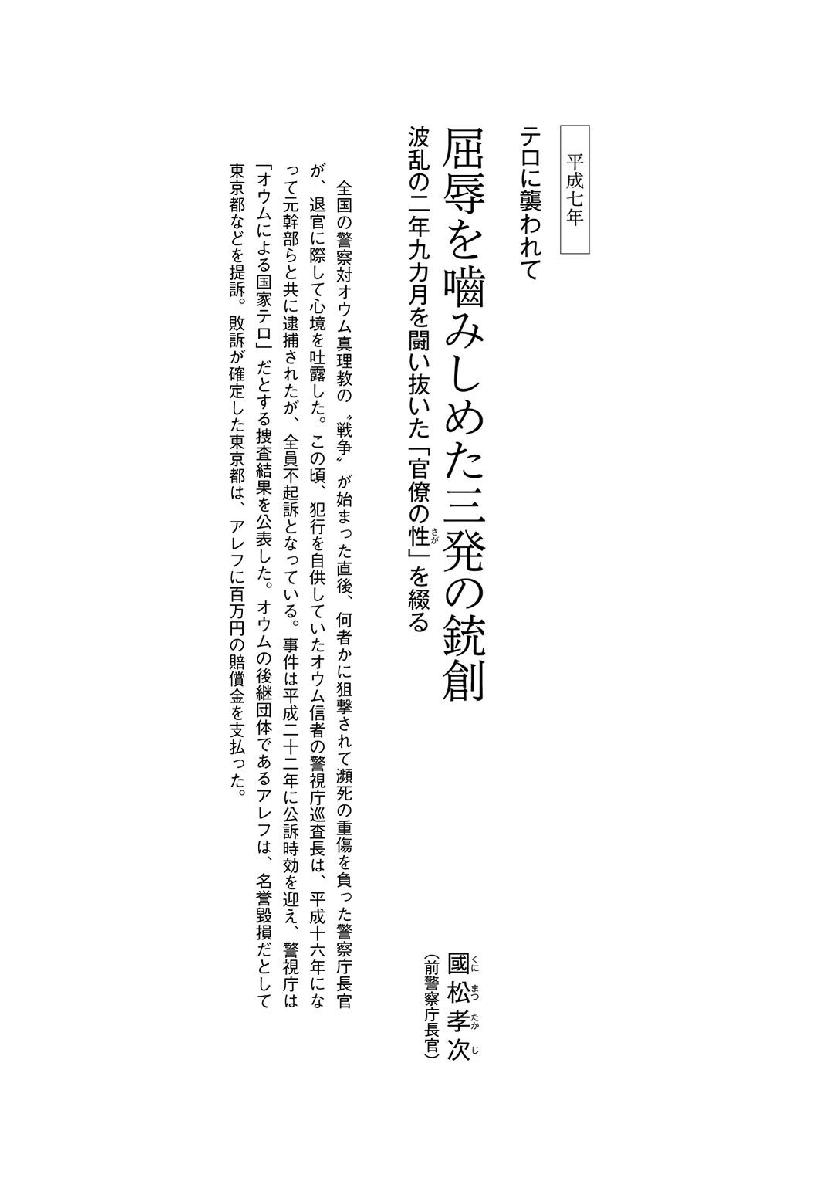 平成七年
テロに襲われて
屈辱を嚙みしめた三発の銃創
波乱の二年九カ月を闘い抜いた「官僚の性」を綴る
さが
國松孝次
くに まつ たか じ
（前警察庁長官）
全国の警察対オウム真理教の〝戦争〟が始まった直後、何者かに狙撃されて瀕死の重傷を負った警察庁長官
が、退官に際して心境を吐露した。この頃、犯行を自供していたオウム信者の警視庁巡査長は、平成十六年にな
って元幹部らと共に逮捕されたが、全員不起訴となっている。事件は平成二十二年に公訴時効を迎え、警視庁は
「オウムによる国家テロ」だとする捜査結果を公表した。オウムの後継団体であるアレフは、名誉毀損だとして
東京都などを提訴。敗訴が確定した東京都は、アレフに百万円の賠償金を支払った。